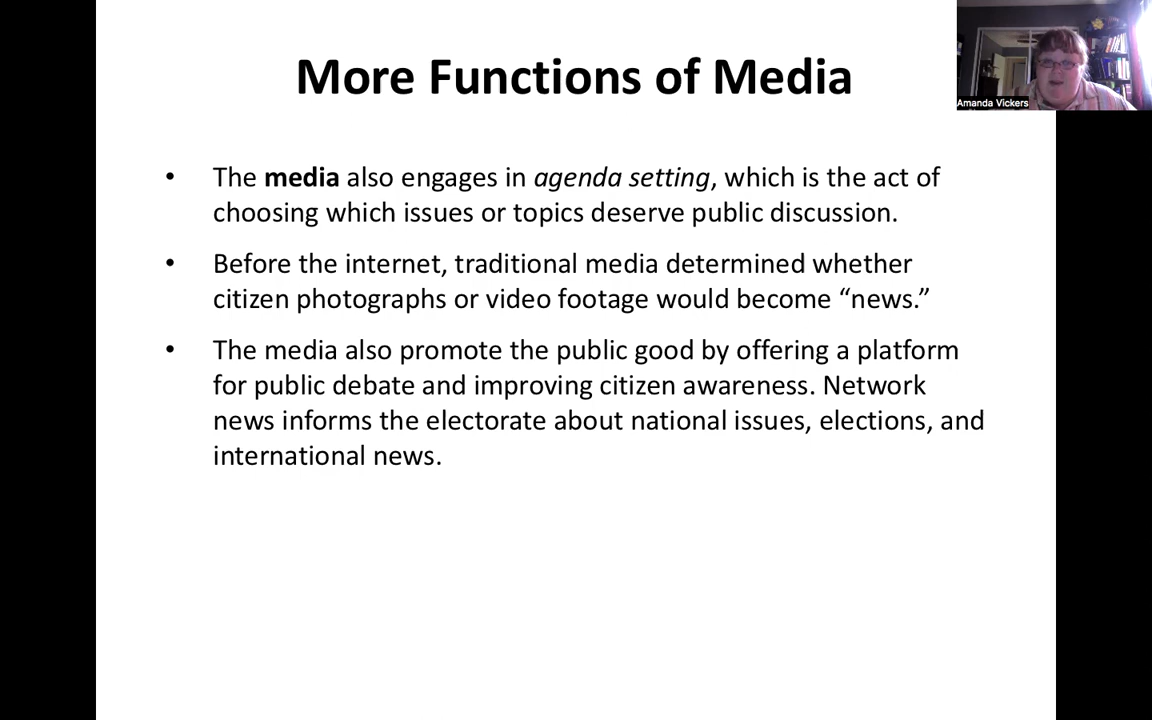 More Functions of Media
Amanda Vickers
• The media also engages in agenda setting, which is the act of
choosing which issues or topics deserve public discussion.
• Before the internet, traditional media determined whether
citizen photographs or video footage would become “news.”
• The media also promote the public good by offering a platform
for public debate and improving citizen awareness. Network
news informs the electorate about national issues, elections, and
international news.